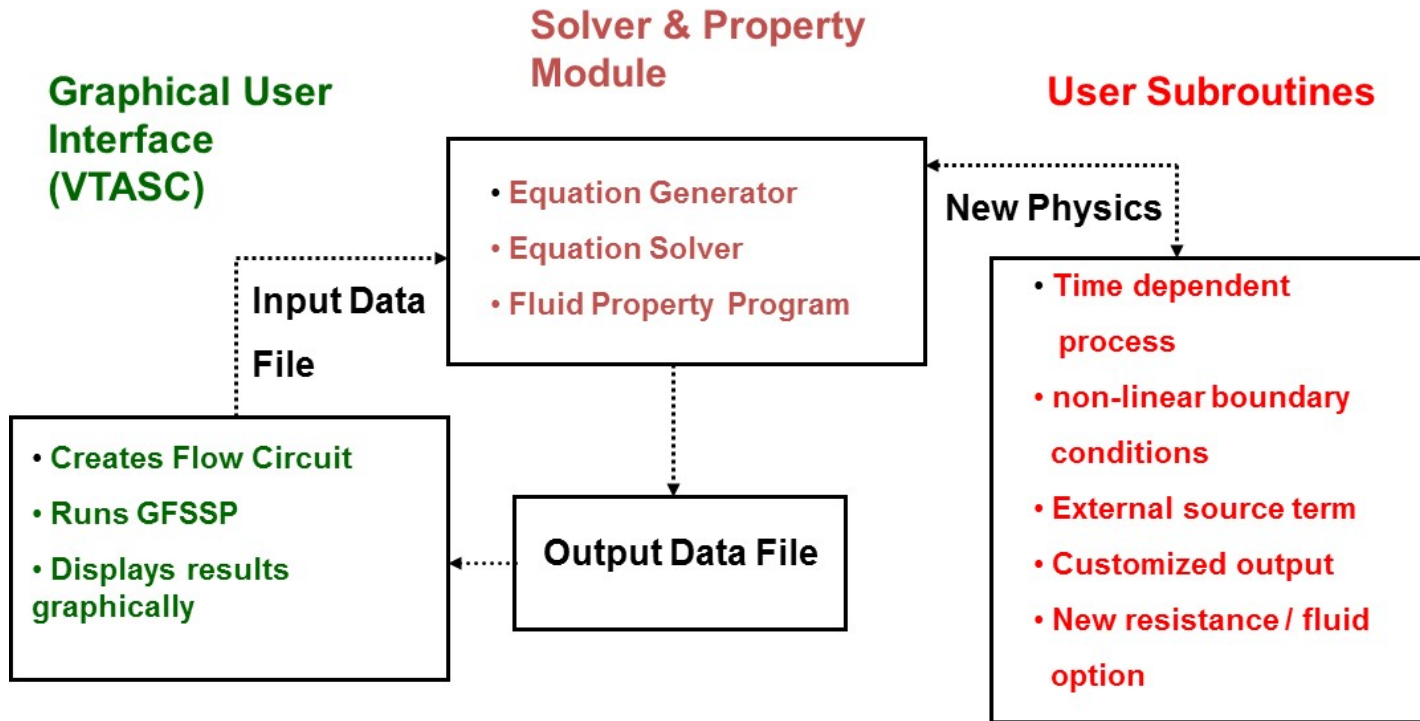 Solver & Property
Module
Graphical User
Interface
(VTASC)
User Subroutines
• Equation Generator
• Equation Solver
• Fluid Property Program
New Physics
Input Data
File
• Time dependent
process
• non-linear boundary
conditions
• External source term
• Customized output
• New resistance / fluid
option
• Creates Flow Circuit
• Runs GFSSP
• Displays results
graphically
Output Data File